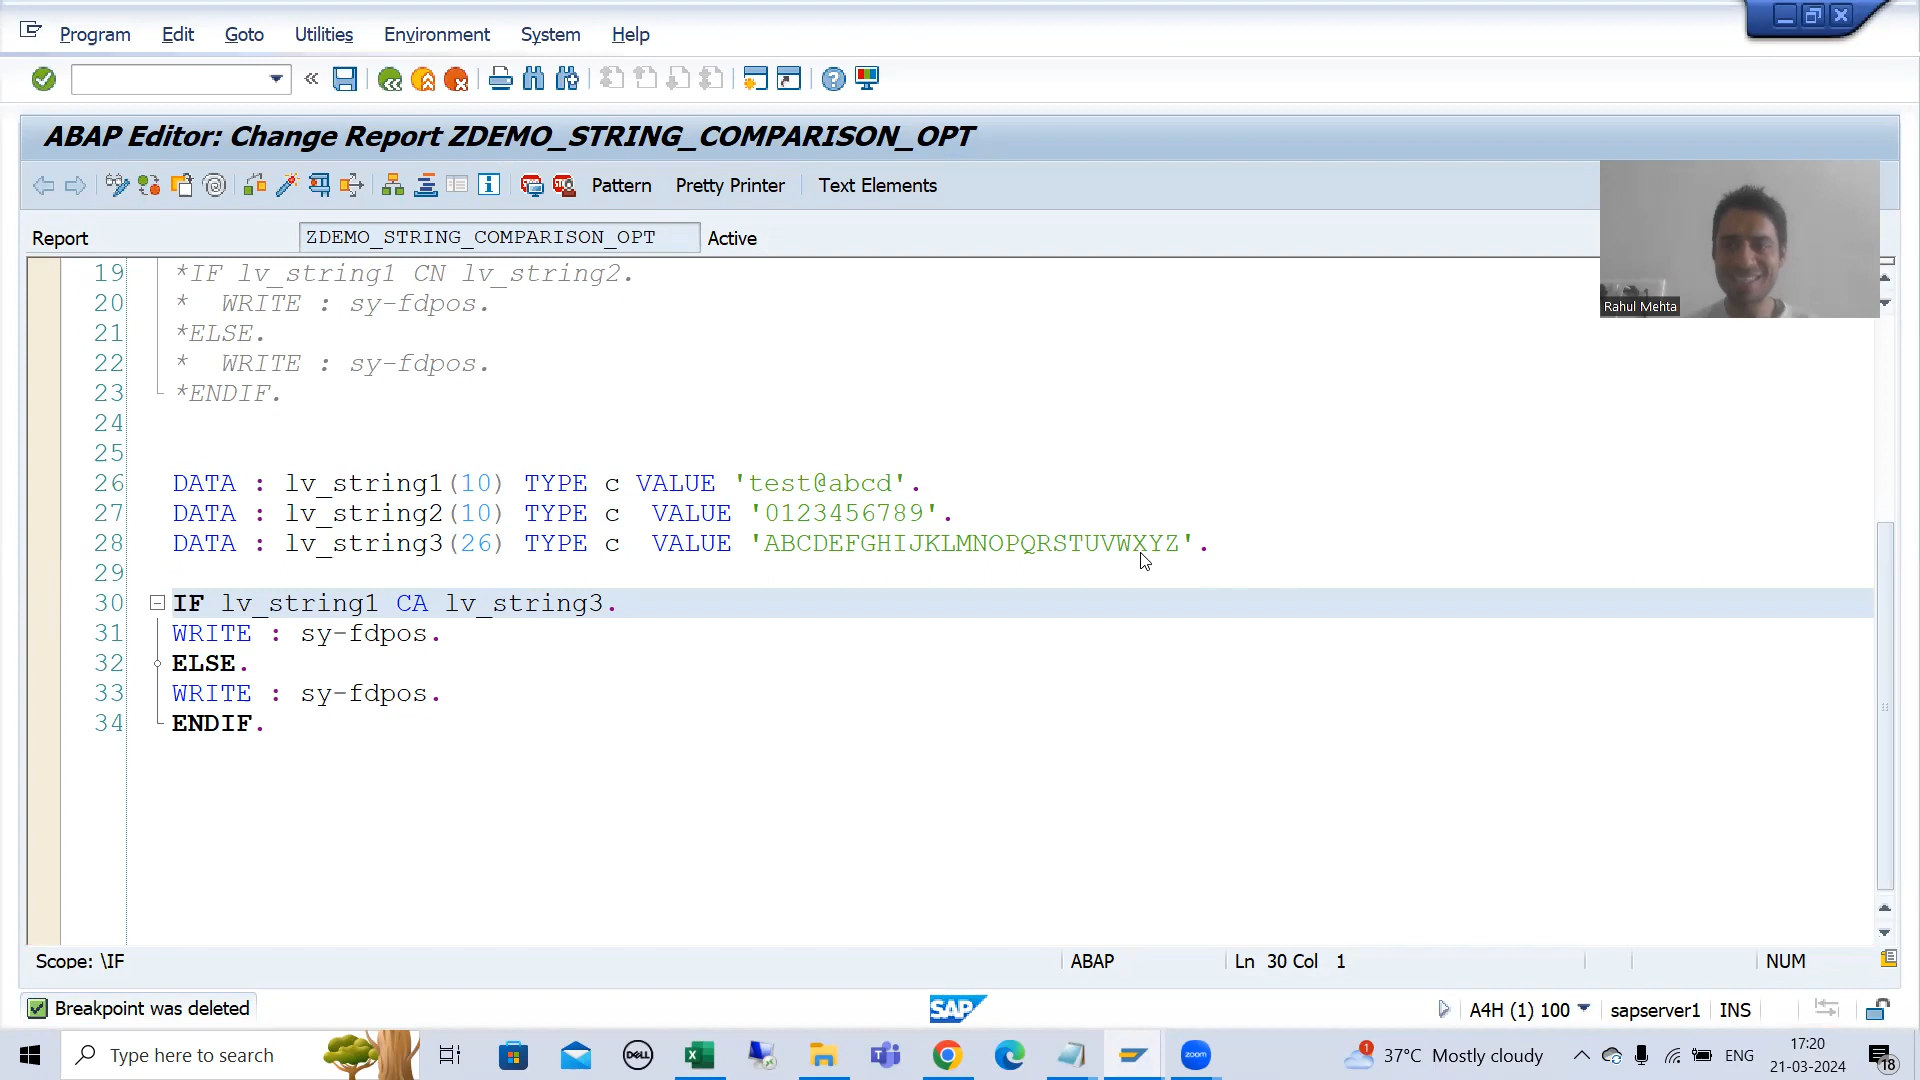 Program Edit Goto Utilities Environment System Help
ABAP Editor: Change Report ZDEMO_STRING_COMPARISON_OPT
Pattern Pretty Printer Text Elements
Report ZDEMO_STRING_COMPARISON_OPT Active
Rahul Mehta
19 *IF lv_string1 CN lv_string2.
20 *  WRITE : sy-fdpos.
21 *ELSE.
22 *  WRITE : sy-fdpos.
23 *ENDIF.
24
25
26 DATA : lv_string1(10) TYPE c VALUE 'test@abcd'.
27 DATA : lv_string2(10) TYPE c  VALUE '0123456789'.
28 DATA : lv_string3(26) TYPE c  VALUE 'ABCDEFGHIJKLMNOPQRSTUVWXYZ'.
29
30 IF lv_string1 CA lv_string3.
31 WRITE : sy-fdpos.
32 ELSE.
33 WRITE : sy-fdpos.
34 ENDIF.
Scope: \IF ABAP Ln 30 Col 1 NUM
Breakpoint was deleted SAP A4H (1) 100 sapserver1 INS
Type here to search DELL zoom 1 37°C Mostly cloudy ENG 17:20
21-03-2024 18